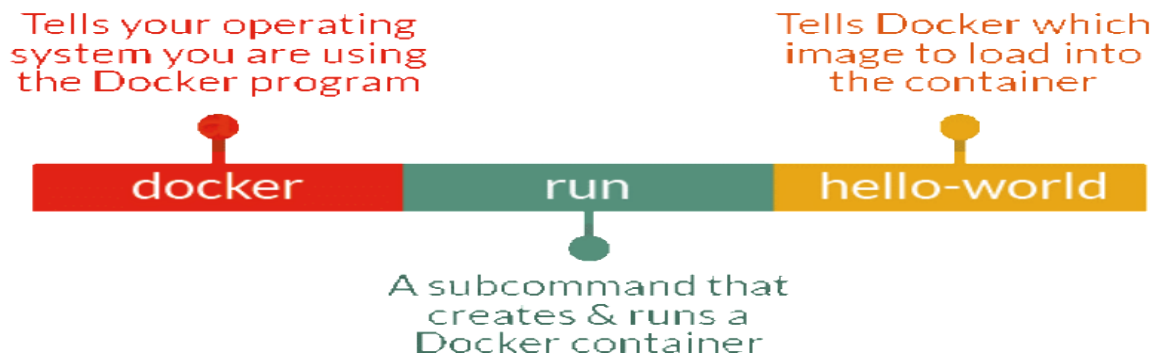 Tells your operating
system you are using
the Docker program
Tells Docker which
image to load into
the container
docker run hello-world
A subcommand that
creates & runs a
Docker container